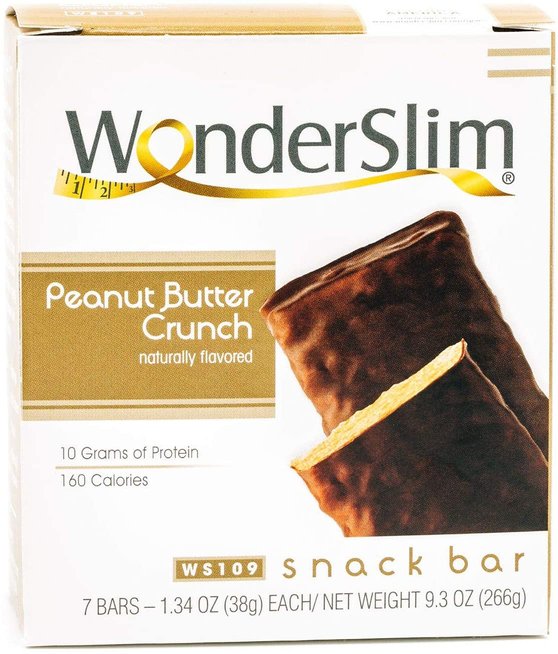 WonderSlim®
1 2 3
Peanut Butter
Crunch
naturally flavored
10 Grams of Protein
160 Calories
WS109 snack bar
7 BARS – 1.34 OZ (38g) EACH/ NET WEIGHT 9.3 OZ (266g)